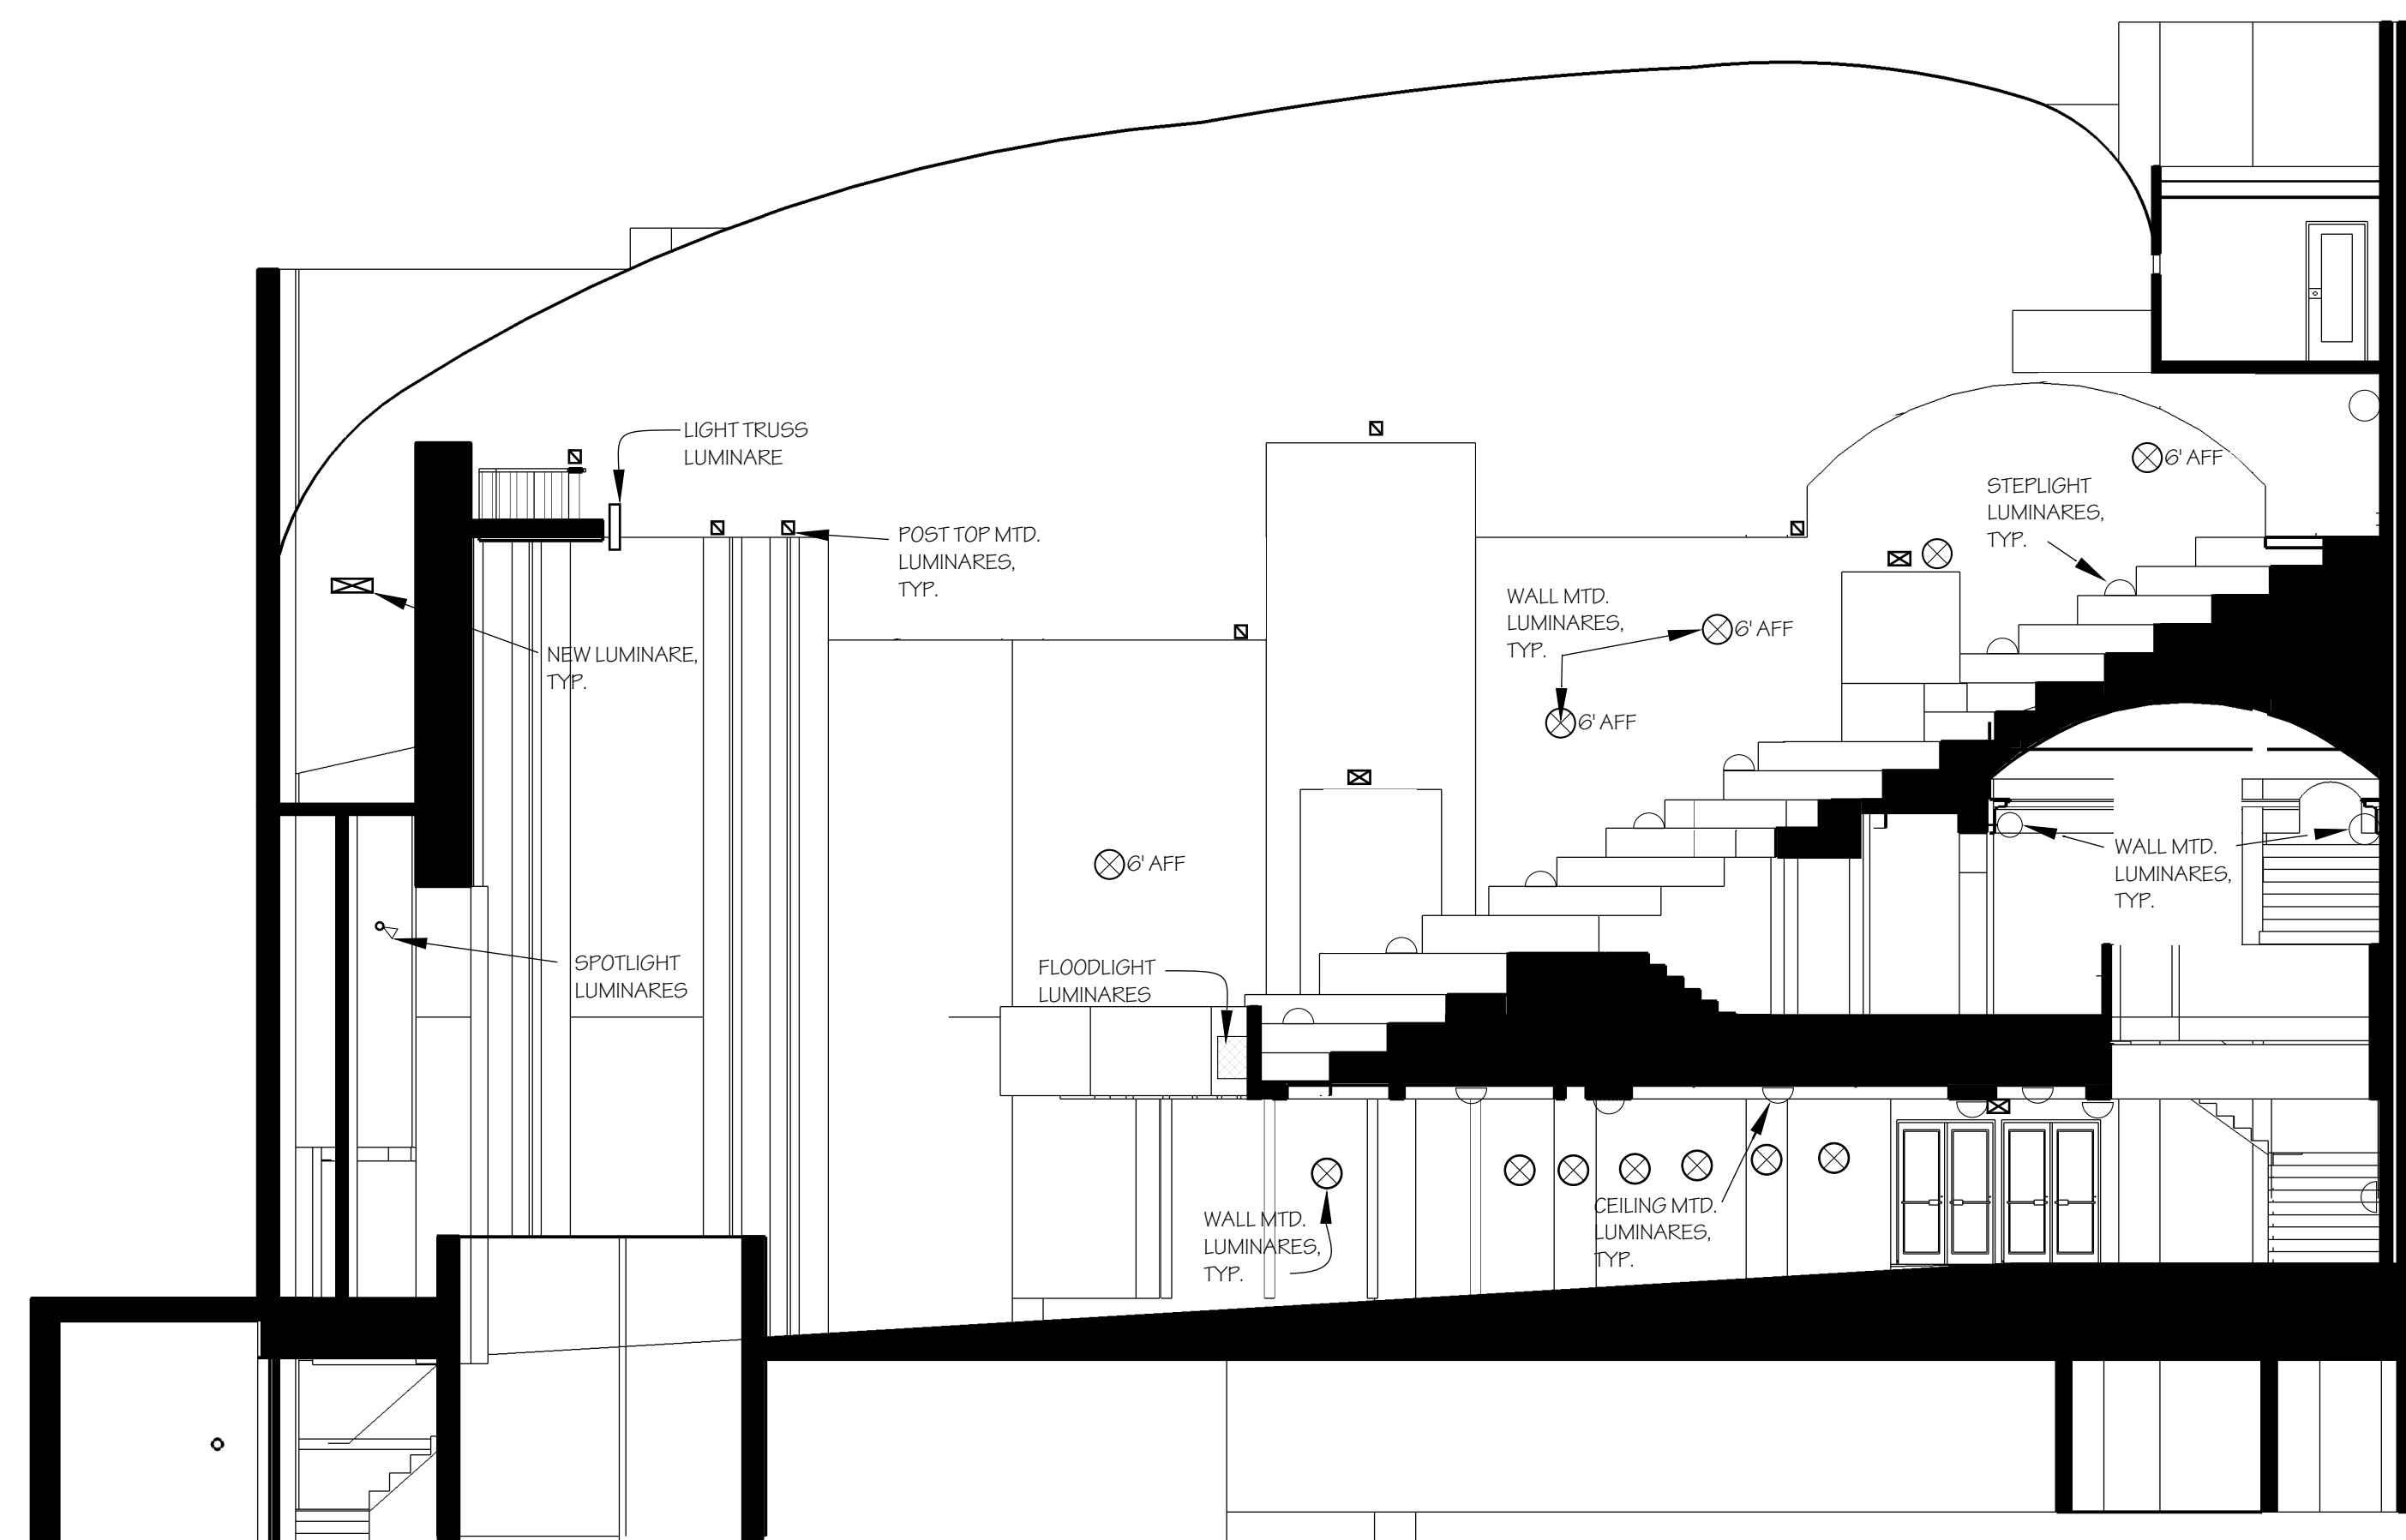 LIGHT TRUSS
LUMINARE
POST TOP MTD.
LUMINARES,
TYP.
NEW LUMINARE,
TYP.
SPOTLIGHT
LUMINARES
6' AFF
STEPLIGHT
LUMINARES,
TYP.
WALL MTD.
LUMINARES,
TYP.
6' AFF
6' AFF
6' AFF
WALL MTD.
LUMINARES,
TYP.
FLOODLIGHT
LUMINARES
WALL MTD.
LUMINARES,
TYP.
CEILING MTD.
LUMINARES,
TYP.